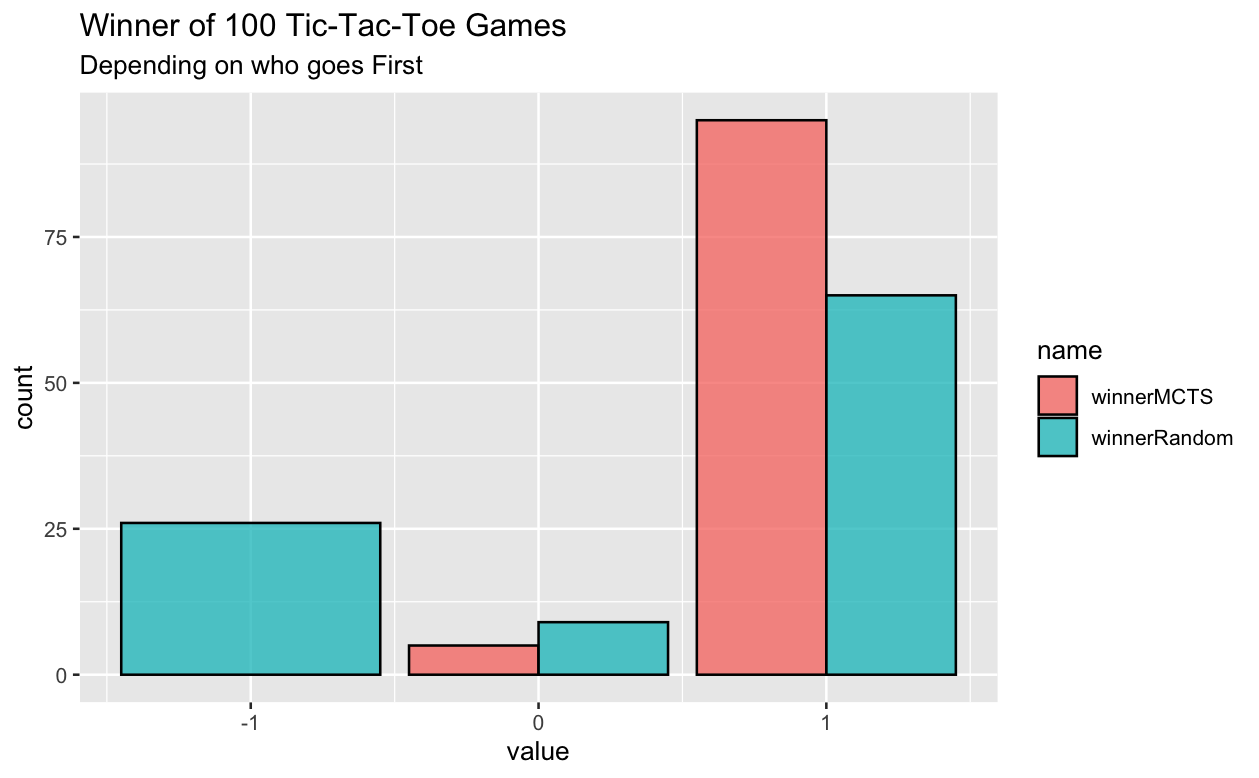 Winner of 100 Tic-Tac-Toe Games
Depending on who goes First
75
50
25
0
count
-1 0 1
value
name
winnerMCTS
winnerRandom